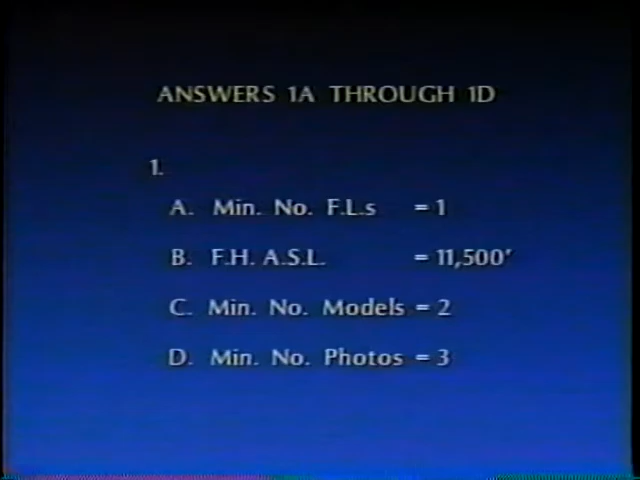 ANSWERS 1A THROUGH 1D
1.
A. Min. No. F.L.s = 1
B. F.H. A.S.L. = 11,500'
C. Min. No. Models = 2
D. Min. No. Photos = 3